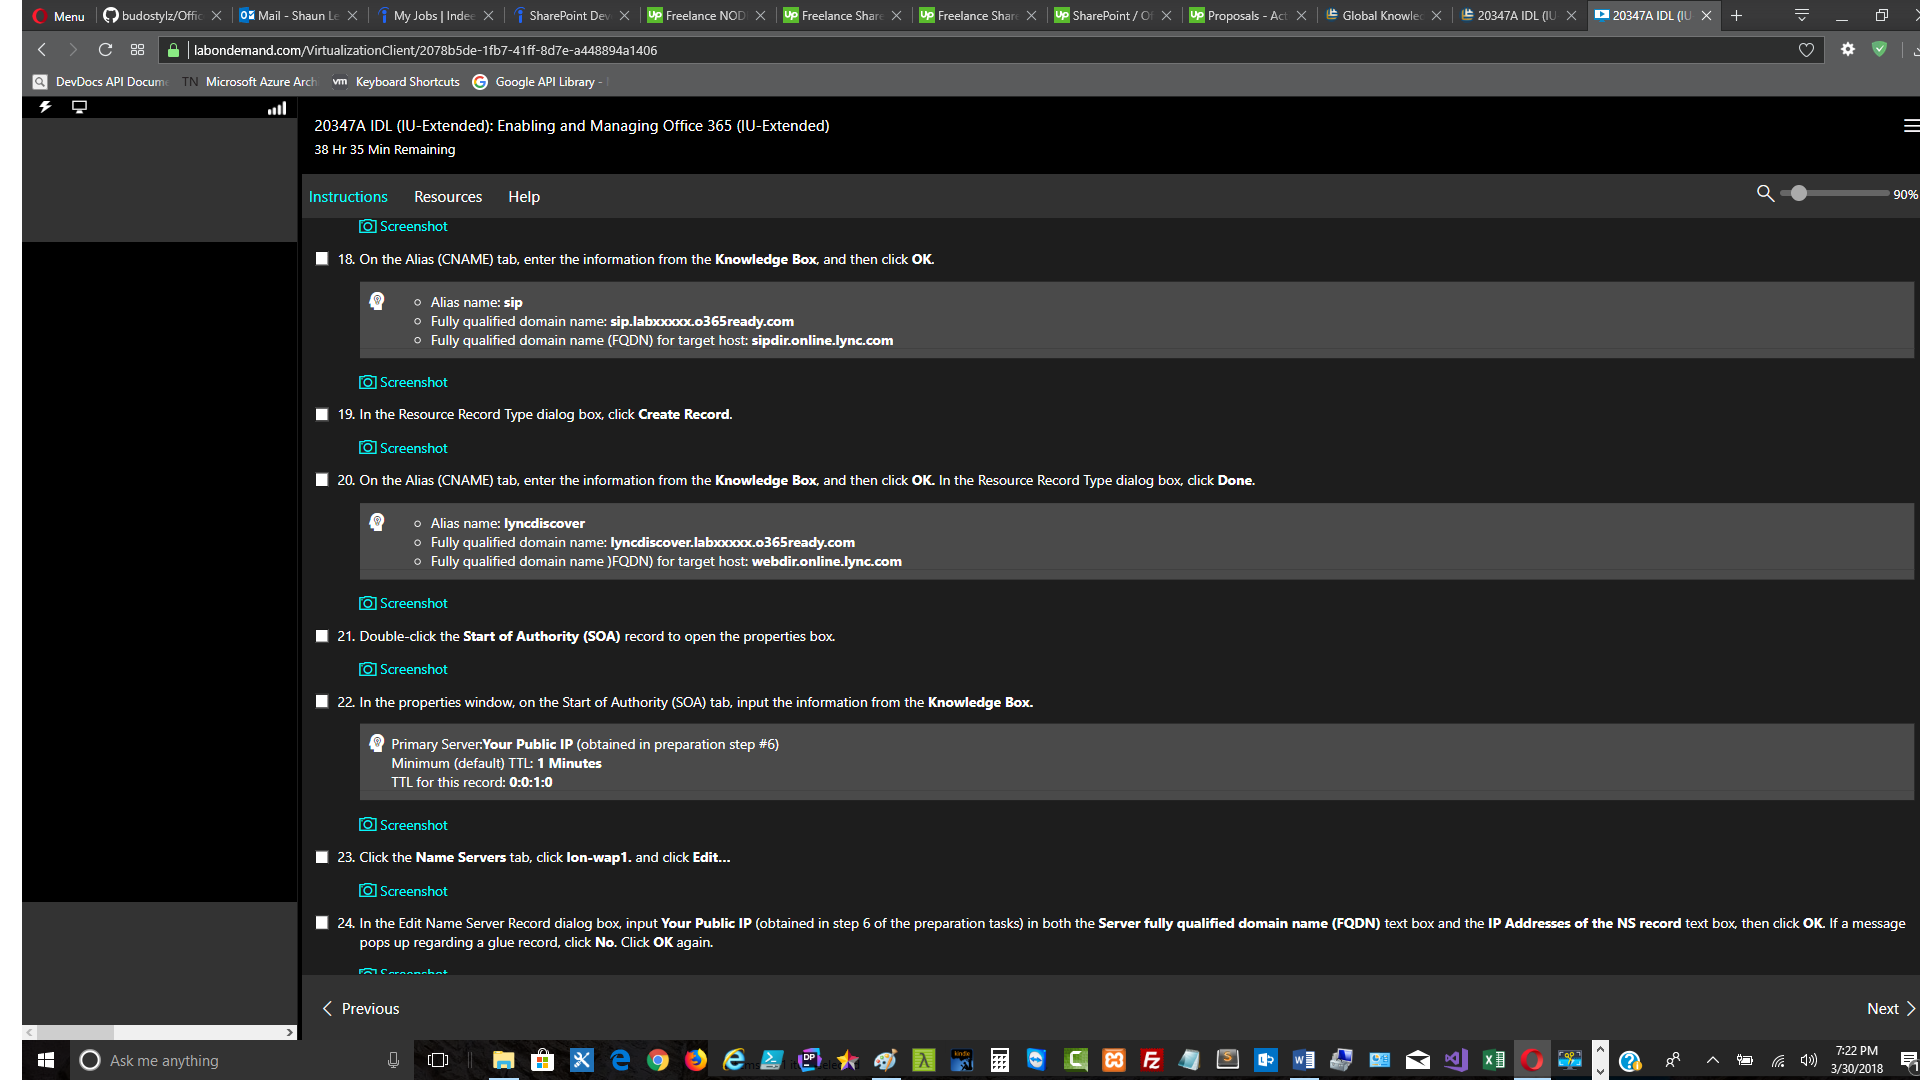 Menu
budostylz/Offic
Mail - Shaun Le
My Jobs | Indee
SharePoint Dev
Freelance NOD
Freelance Share
Freelance Share
SharePoint / Of
Proposals - Act
Global Knowled
20347A IDL (IU
20347A IDL (IU
labondemand.com/VirtualizationClient/2078b5de-1fb7-41ff-8d7e-a448894a1406
DevDocs API Docume
TN Microsoft Azure Arch
vm Keyboard Shortcuts
Google API Library -
20347A IDL (IU-Extended): Enabling and Managing Office 365 (IU-Extended)
38 Hr 35 Min Remaining
Instructions Resources Help
90%
Screenshot
18. On the Alias (CNAME) tab, enter the information from the Knowledge Box, and then click OK.
Alias name: sip
Fully qualified domain name: sip.labxxxxx.o365ready.com
Fully qualified domain name (FQDN) for target host: sipdir.online.lync.com
Screenshot
19. In the Resource Record Type dialog box, click Create Record.
Screenshot
20. On the Alias (CNAME) tab, enter the information from the Knowledge Box, and then click OK. In the Resource Record Type dialog box, click Done.
Alias name: lyncdiscover
Fully qualified domain name: lyncdiscover.labxxxxx.o365ready.com
Fully qualified domain name )FQDN) for target host: webdir.online.lync.com
Screenshot
21. Double-click the Start of Authority (SOA) record to open the properties box.
Screenshot
22. In the properties window, on the Start of Authority (SOA) tab, input the information from the Knowledge Box.
Primary Server:Your Public IP (obtained in preparation step #6)
Minimum (default) TTL: 1 Minutes
TTL for this record: 0:0:1:0
Screenshot
23. Click the Name Servers tab, click lon-wap1. and click Edit...
Screenshot
24. In the Edit Name Server Record dialog box, input Your Public IP (obtained in step 6 of the preparation tasks) in both the Server fully qualified domain name (FQDN) text box and the IP Addresses of the NS record text box, then click OK. If a message
pops up regarding a glue record, click No. Click OK again.
Screenshot
Previous
Next
Ask me anything
7:22 PM
3/30/2018